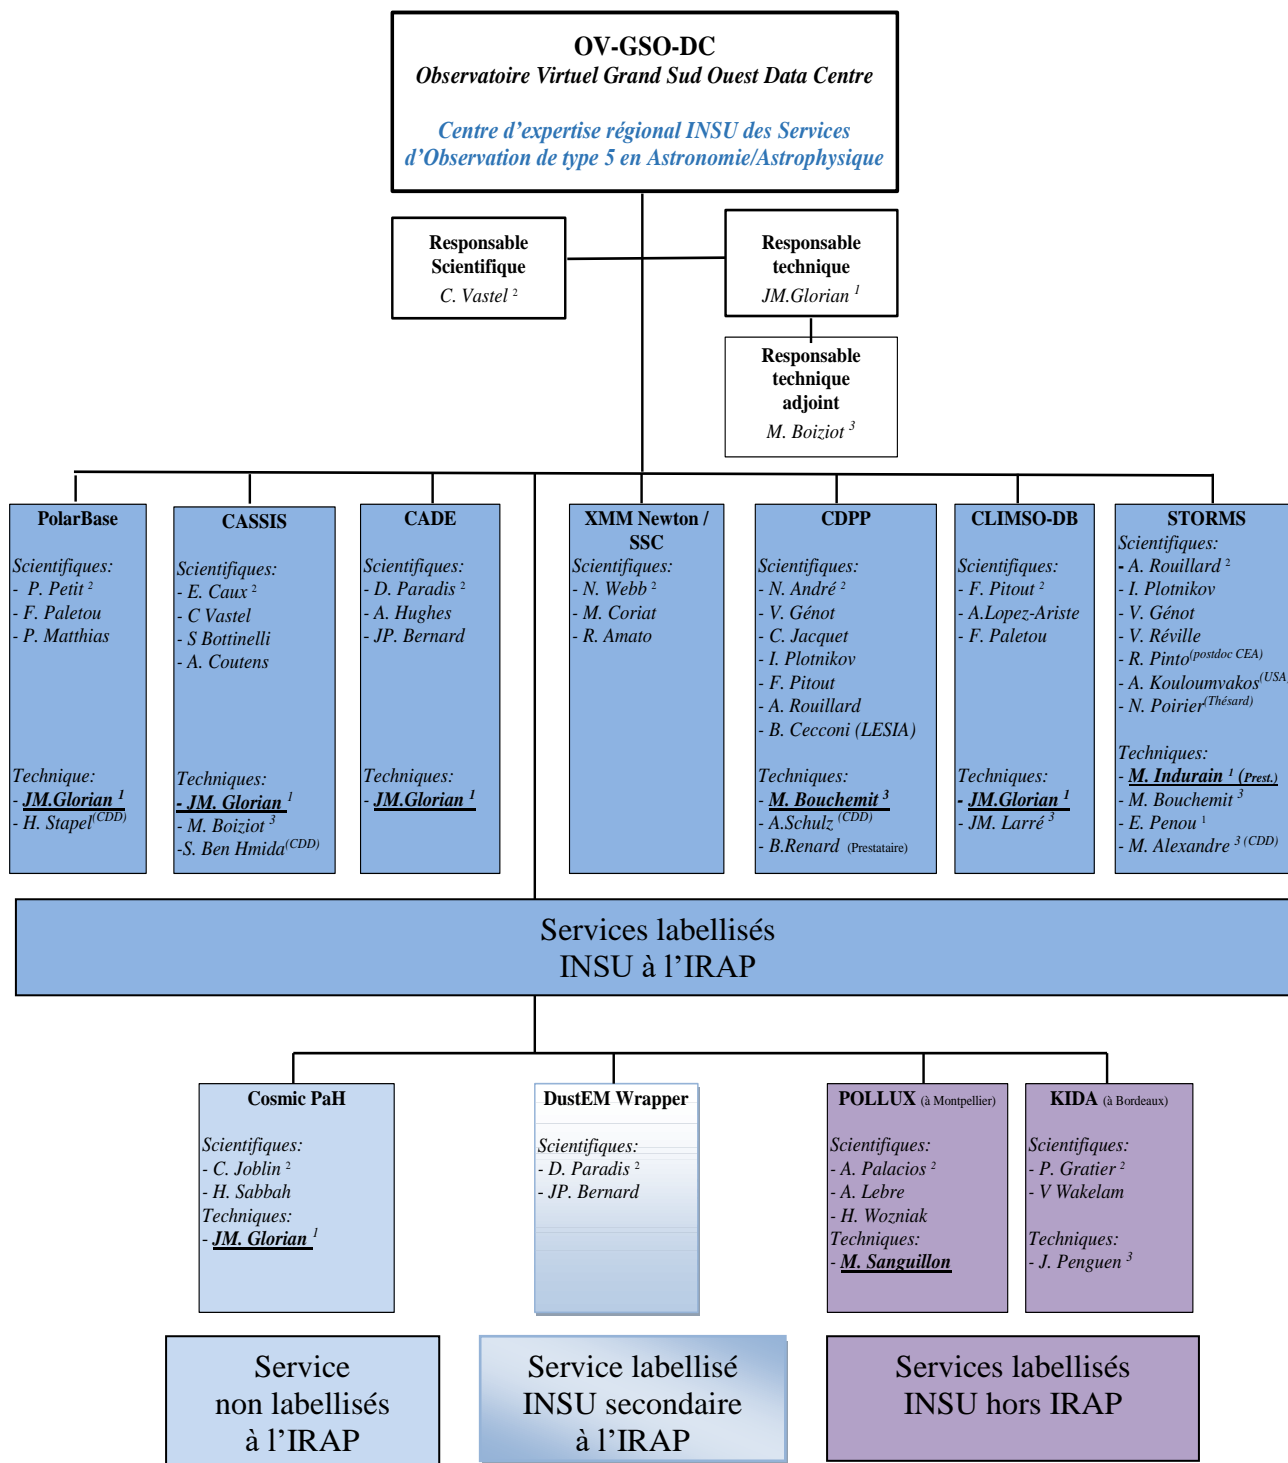 OV-GSO-DC
Observatoire Virtuel Grand Sud Ouest Data Centre
Centre d’expertise régional INSU des Services
d’Observation de type 5 en Astronomie/Astrophysique
Responsable
Scientifique
C. Vastel ²
Responsable
technique
JM.Glorian ¹
Responsable
technique
adjoint
M. Boiziot ³
PolarBase
Scientifiques:
- P. Petit ²
- F. Paletou
- P. Matthias
Technique:
- JM.Glorian ¹
- H. Stapel(CDD)
CASSIS
Scientifiques:
- E. Caux ²
- C Vastel
- S Bottinelli
- A. Coutens
Techniques:
- JM. Glorian ¹
- M. Boiziot ³
-S. Ben Hmida(CDD)
CADE
Scientifiques:
- D. Paradis ²
- A. Hughes
- JP. Bernard
Techniques:
- JM.Glorian ¹
XMM Newton /
SSC
Scientifiques:
- N. Webb ²
- M. Coriat
- R. Amato
CDPP
Scientifiques:
- N. André ²
- V. Génot
- C. Jacquet
- I. Plotnikov
- F. Pitout
- A. Rouillard
- B. Cecconi (LESIA)
Techniques:
- M. Bouchemit ³
- A.Schulz (CDD)
- B.Renard (Prestataire)
CLIMSO-DB
Scientifiques:
- F. Pitout ²
- A.Lopez-Ariste
- F. Paletou
Techniques:
- JM.Glorian ¹
- JM. Larré ³
STORMS
Scientifiques:
- A. Rouillard ²
- I. Plotnikov
- V. Génot
- V. Réville
- R. Pinto(postdoc CEA)
- A. Kouloumvakos(USA)
- N. Poirier(Thésard)
Techniques:
- M. Indurain ¹ (Prest.)
- M. Bouchemit ³
- E. Penou ¹
- M. Alexandre ³ (CDD)
Services labellisés
INSU à l’IRAP
Cosmic PaH
Scientifiques:
- C. Joblin ²
- H. Sabbah
Techniques:
- JM. Glorian ¹
DustEM Wrapper
Scientifiques:
- D. Paradis ²
- JP. Bernard
POLLUX (à Montpellier)
Scientifiques:
- A. Palacios ²
- A. Lebre
- H. Wozniak
Techniques:
- M. Sanguillon
KIDA (à Bordeaux)
Scientifiques:
- P. Gratier ²
- V Wakelam
Techniques:
- J. Penguen ³
Service
non labellisés
à l’IRAP
Service labellisé
INSU secondaire
à l’IRAP
Services labellisés
INSU hors IRAP